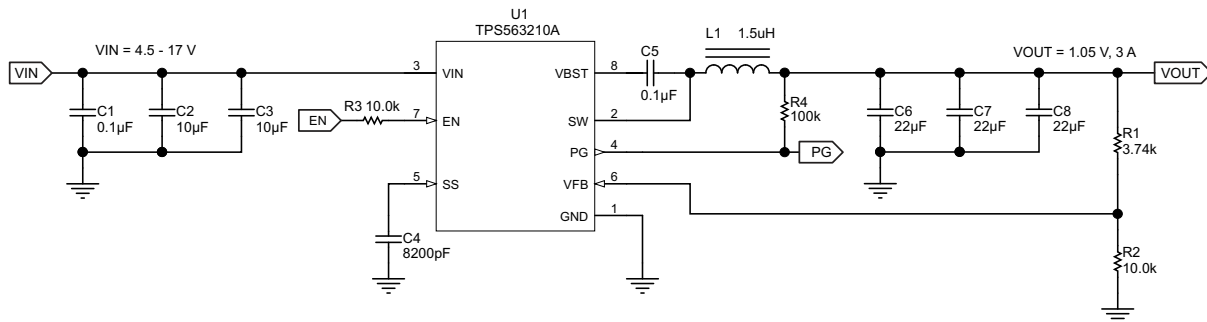 U1
TPS563210A
VIN
VIN = 4.5 - 17 V
3
VIN
VBST
8
C5
0.1µF
L1 1.5uH
VOUT = 1.05 V, 3 A
VOUT
C1
0.1µF
C2
10µF
C3
10µF
EN
R3 10.0k
7
EN
SW
2
R4
100k
C6
22µF
C7
22µF
C8
22µF
R1
3.74k
PG
4
PG
5
SS
VFB
6
GND
1
C4
8200pF
R2
10.0k